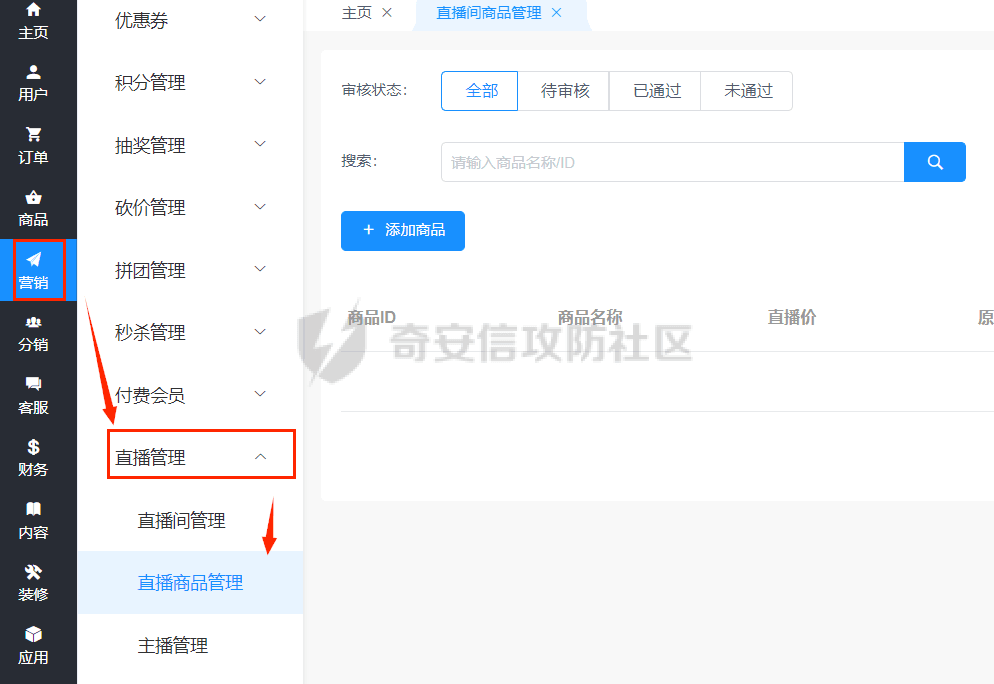 主页
用户
订单
商品
营销
分销
客服
财务
内容
装修
应用
优惠券
积分管理
抽奖管理
砍价管理
拼团管理
秒杀管理
付费会员
直播管理
直播间管理
直播商品管理
主播管理
主页 × 直播间商品管理 ×
审核状态： 全部 待审核 已通过 未通过
搜索： 请输入商品名称/ID
+ 添加商品
商品ID 商品名称 直播价 原
奇安信攻防社区